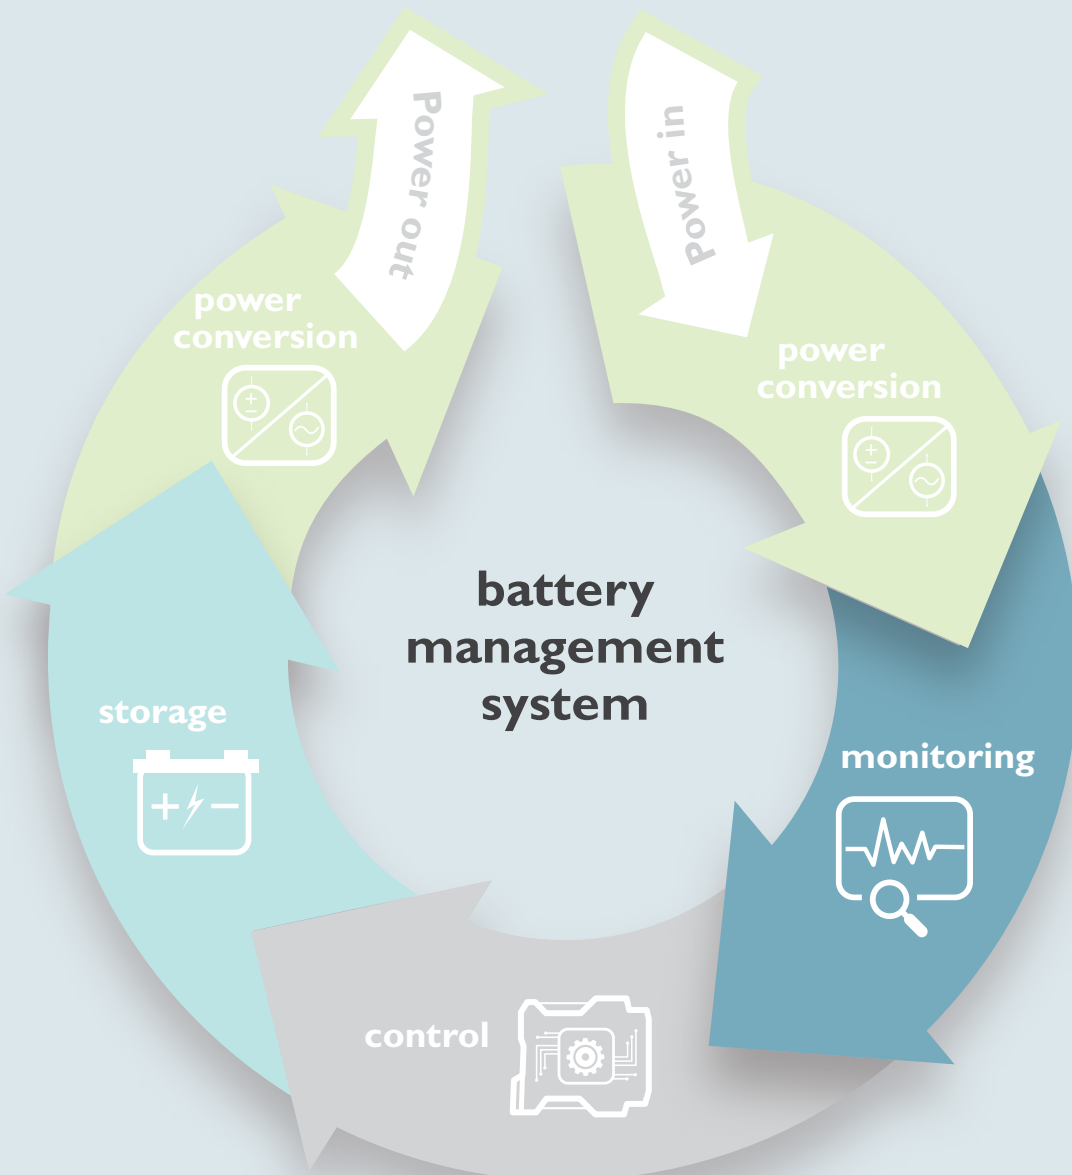 Power out
Power in
power
conversion
power
conversion
battery
management
system
storage
monitoring
control